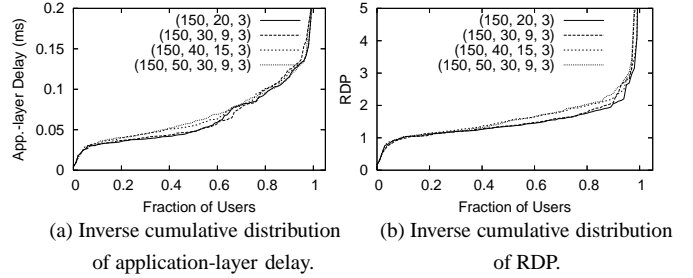 0.2
0.15
0.1
0.05
0
App.-layer Delay (ms)
(150, 20, 3)
(150, 30, 9, 3)
(150, 40, 15, 3)
(150, 50, 30, 9, 3)
0 0.2 0.4 0.6 0.8 1
Fraction of Users
(a) Inverse cumulative distribution
of application-layer delay.
5
4
3
2
1
0
RDP
(150, 20, 3)
(150, 30, 9, 3)
(150, 40, 15, 3)
(150, 50, 30, 9, 3)
0 0.2 0.4 0.6 0.8 1
Fraction of Users
(b) Inverse cumulative distribution
of RDP.